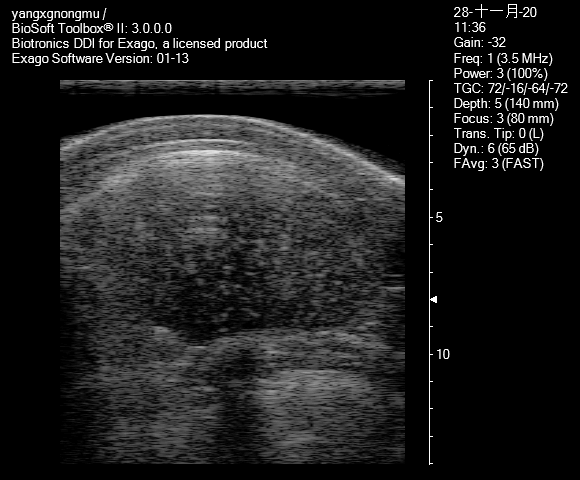 yangxgnongmu /
BioSoft Toolbox® II: 3.0.0.0
Biotronics DDI for Exago, a licensed product
Exago Software Version: 01-13
28-十一月-20
11:36
Gain: -32
Freq: 1 (3.5 MHz)
Power: 3 (100%)
TGC: 72/-16/-64/-72
Depth: 5 (140 mm)
Focus: 3 (80 mm)
Trans. Tip: 0 (L)
Dyn.: 6 (65 dB)
FAvg: 3 (FAST)
5
10